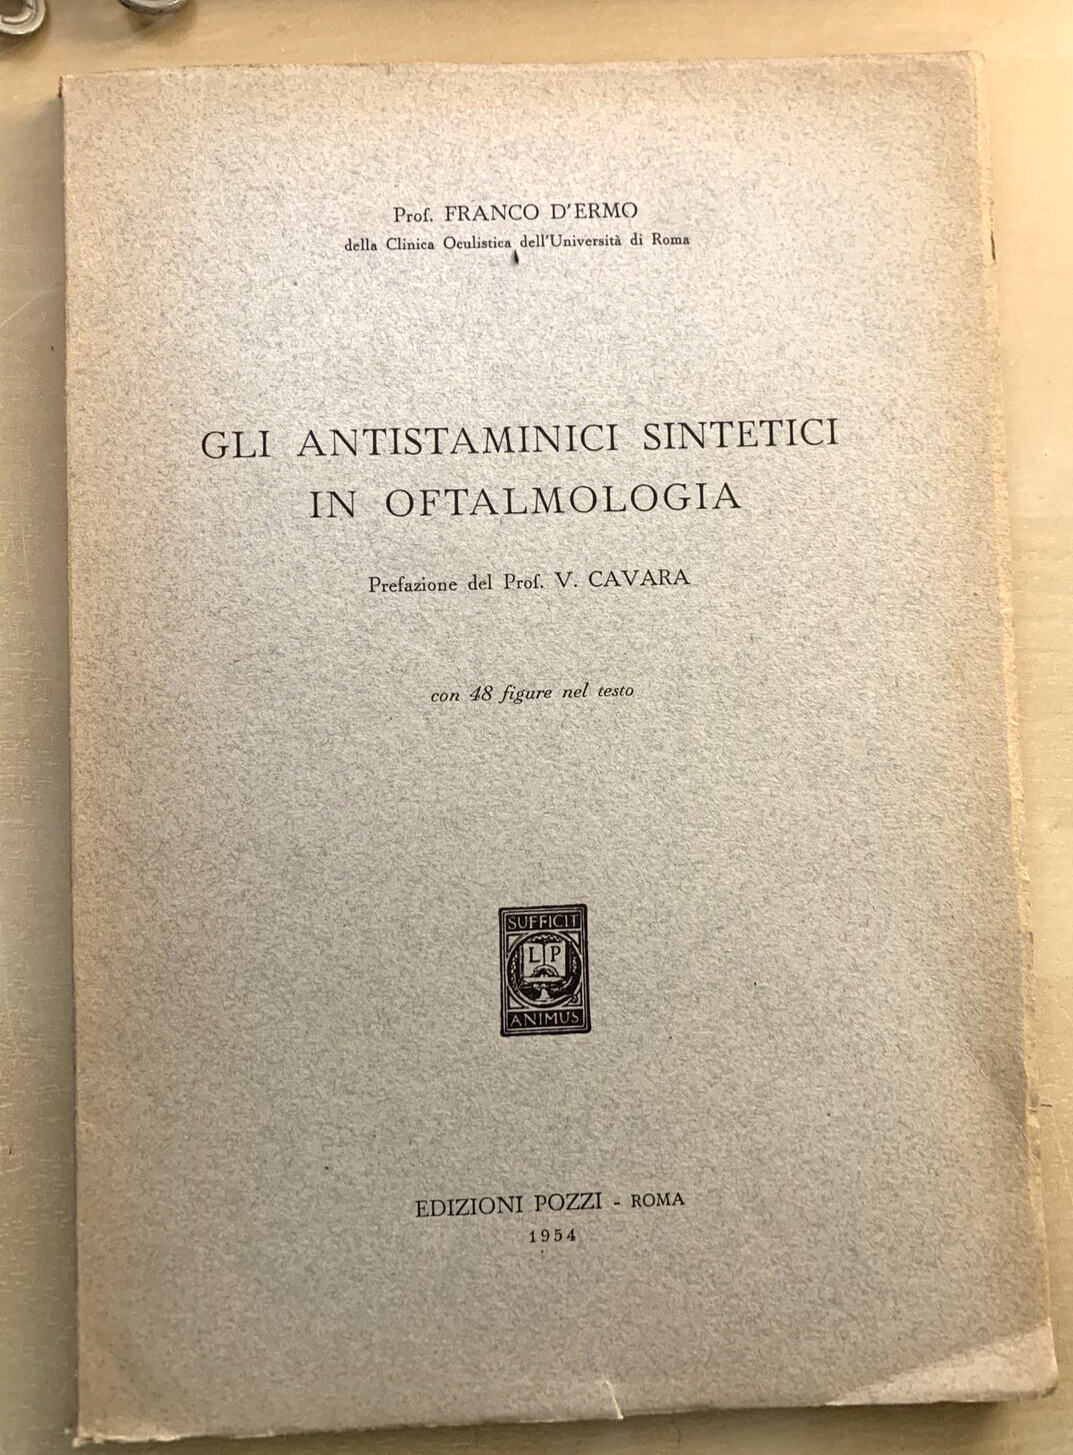 Prof. FRANCO D'ERMO
della Clinica Oculistica dell'Università di Roma
GLI ANTISTAMINICI SINTETICI
IN OFTALMOLOGIA
Prefazione del Prof. V. CAVARA
con 48 figure nel testo
SUFFICIT
L P
ANIMUS
EDIZIONI POZZI - ROMA
1954